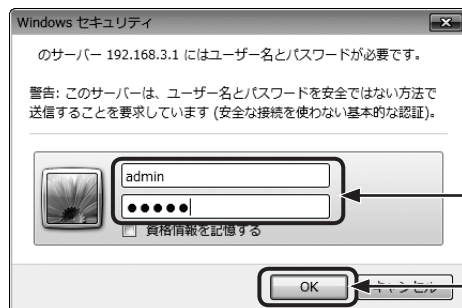 Windows セキュリティ
のサーバー 192.168.3.1 にはユーザー名とパスワードが必要です。
警告: このサーバーは、ユーザー名とパスワードを安全ではない方法で
送信することを要求しています (安全な接続を使わない基本的な認証)。
admin
●●●●●
資格情報を記憶する
OK
キャンセル